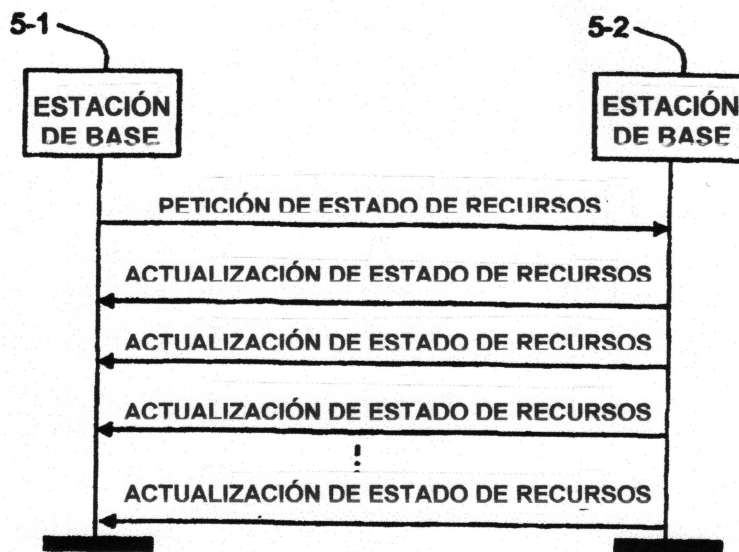 5-1
5-2
ESTACIÓN
DE BASE
ESTACIÓN
DE BASE
PETICIÓN DE ESTADO DE RECURSOS
ACTUALIZACIÓN DE ESTADO DE RECURSOS
ACTUALIZACIÓN DE ESTADO DE RECURSOS
ACTUALIZACIÓN DE ESTADO DE RECURSOS
ACTUALIZACIÓN DE ESTADO DE RECURSOS